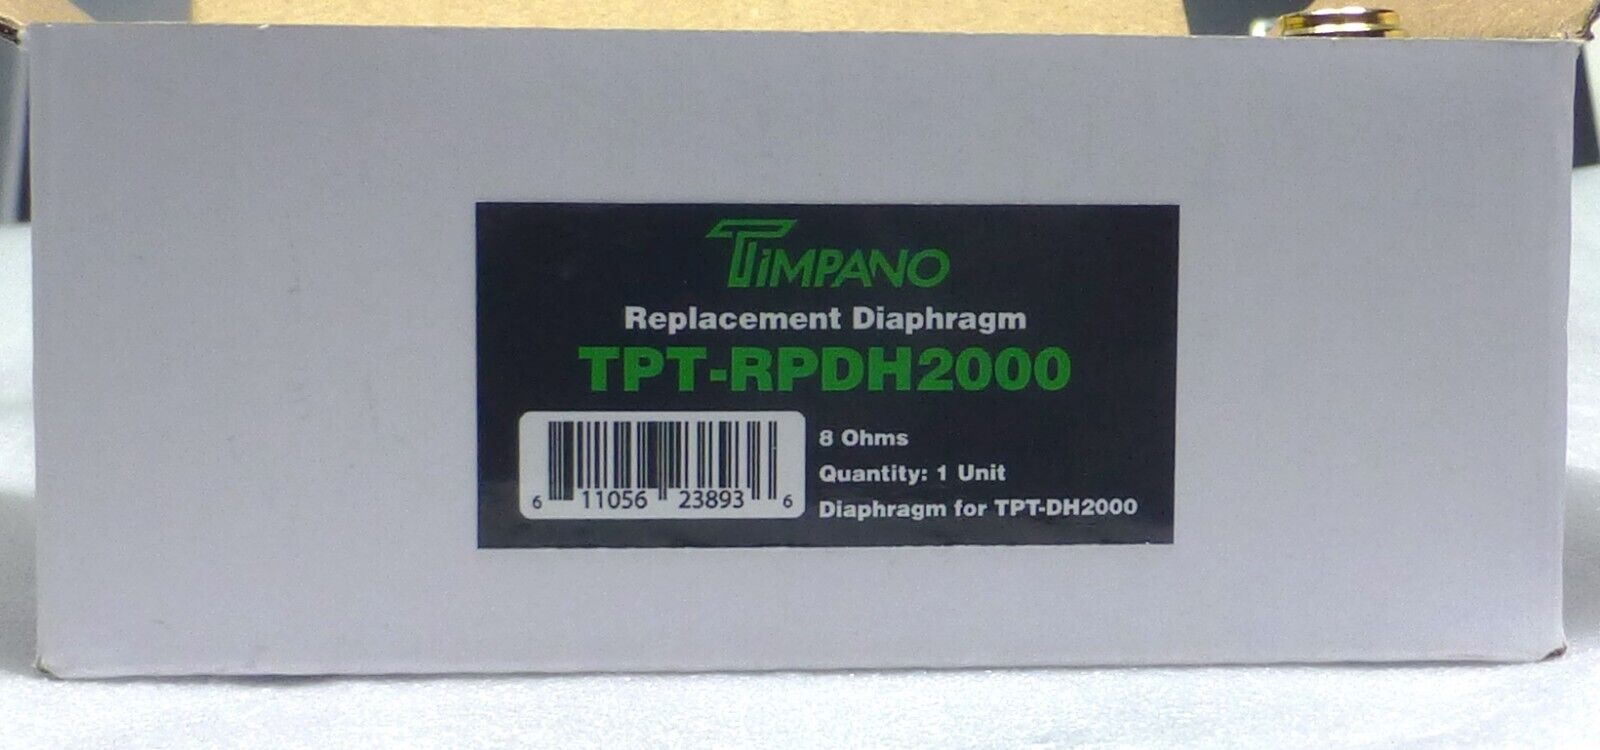 TiMPANO
Replacement Diaphragm
TPT-RPDH2000
8 Ohms
Quantity: 1 Unit
Diaphragm for TPT-DH2000
6 11056 23893 6